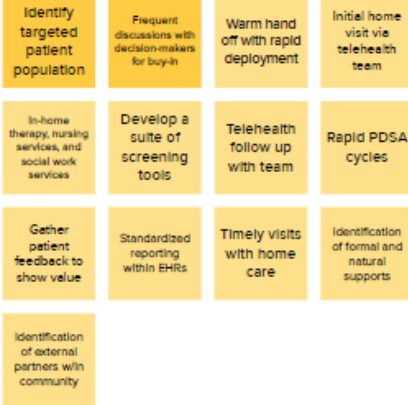 Identify
targeted
patient
population
Frequent
discussions with
decision-makers
for buy-in
Warm hand
off with rapid
deployment
Initial home
visit via
telehealth
team
In-home
therapy, nursing
services, and
social work
services
Develop a
suite of
screening
tools
Telehealth
follow up
with team
Rapid PDSA
cycles
Gather
patient
feedback to
show value
Standardized
reporting
within EHRs
Timely visits
with home
care
Identification
of formal and
natural
supports
Identification
of external
partners w/in
community